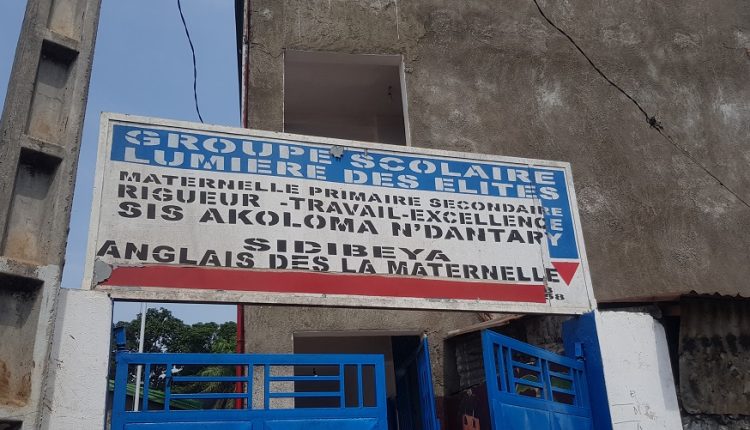 GROUPE SCOLAIRE
LUMIERE DES ELITES
MATERNELLE PRIMAIRE SECONDAIRE
RIGUEUR -TRAVAIL-EXCELLENCE
SIS AKOLOMA N'DANTARY
SIDIBEYA
ANGLAIS DES LA MATERNELLE
58